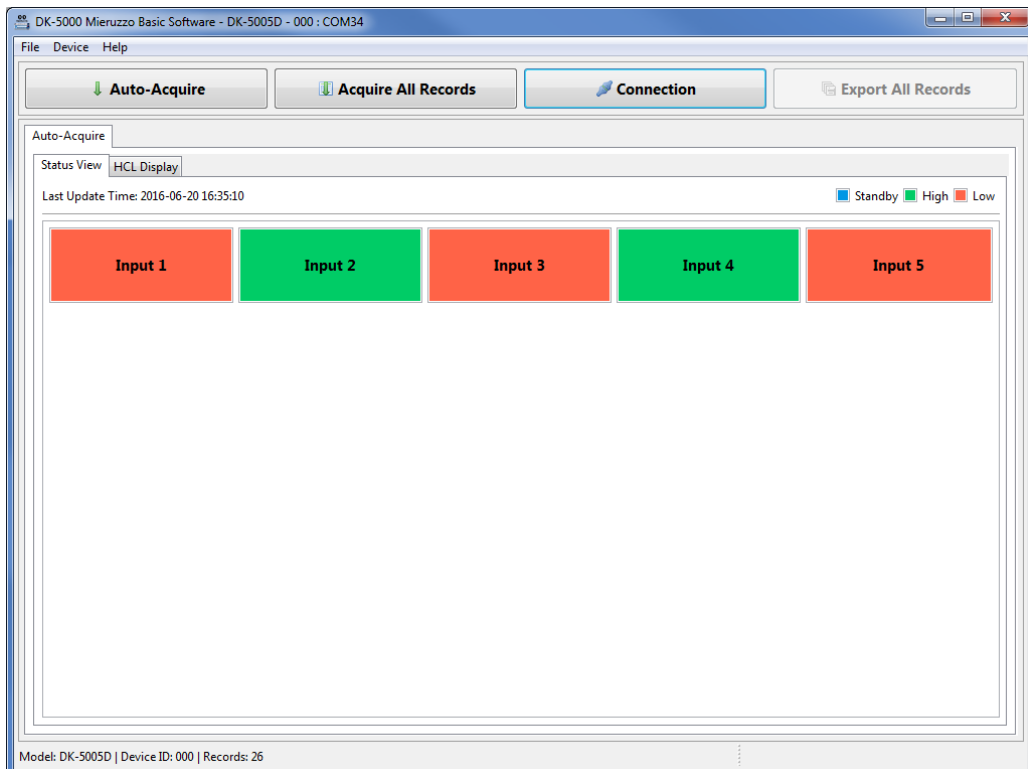 DK-5000 Mieruzzo Basic Software - DK-5005D - 000 : COM34
File Device Help
Auto-Acquire Acquire All Records Connection Export All Records
Auto-Acquire
Status View HCL Display
Last Update Time: 2016-06-20 16:35:10 Standby High Low
Input 1 Input 2 Input 3 Input 4 Input 5
Model: DK-5005D | Device ID: 000 | Records: 26